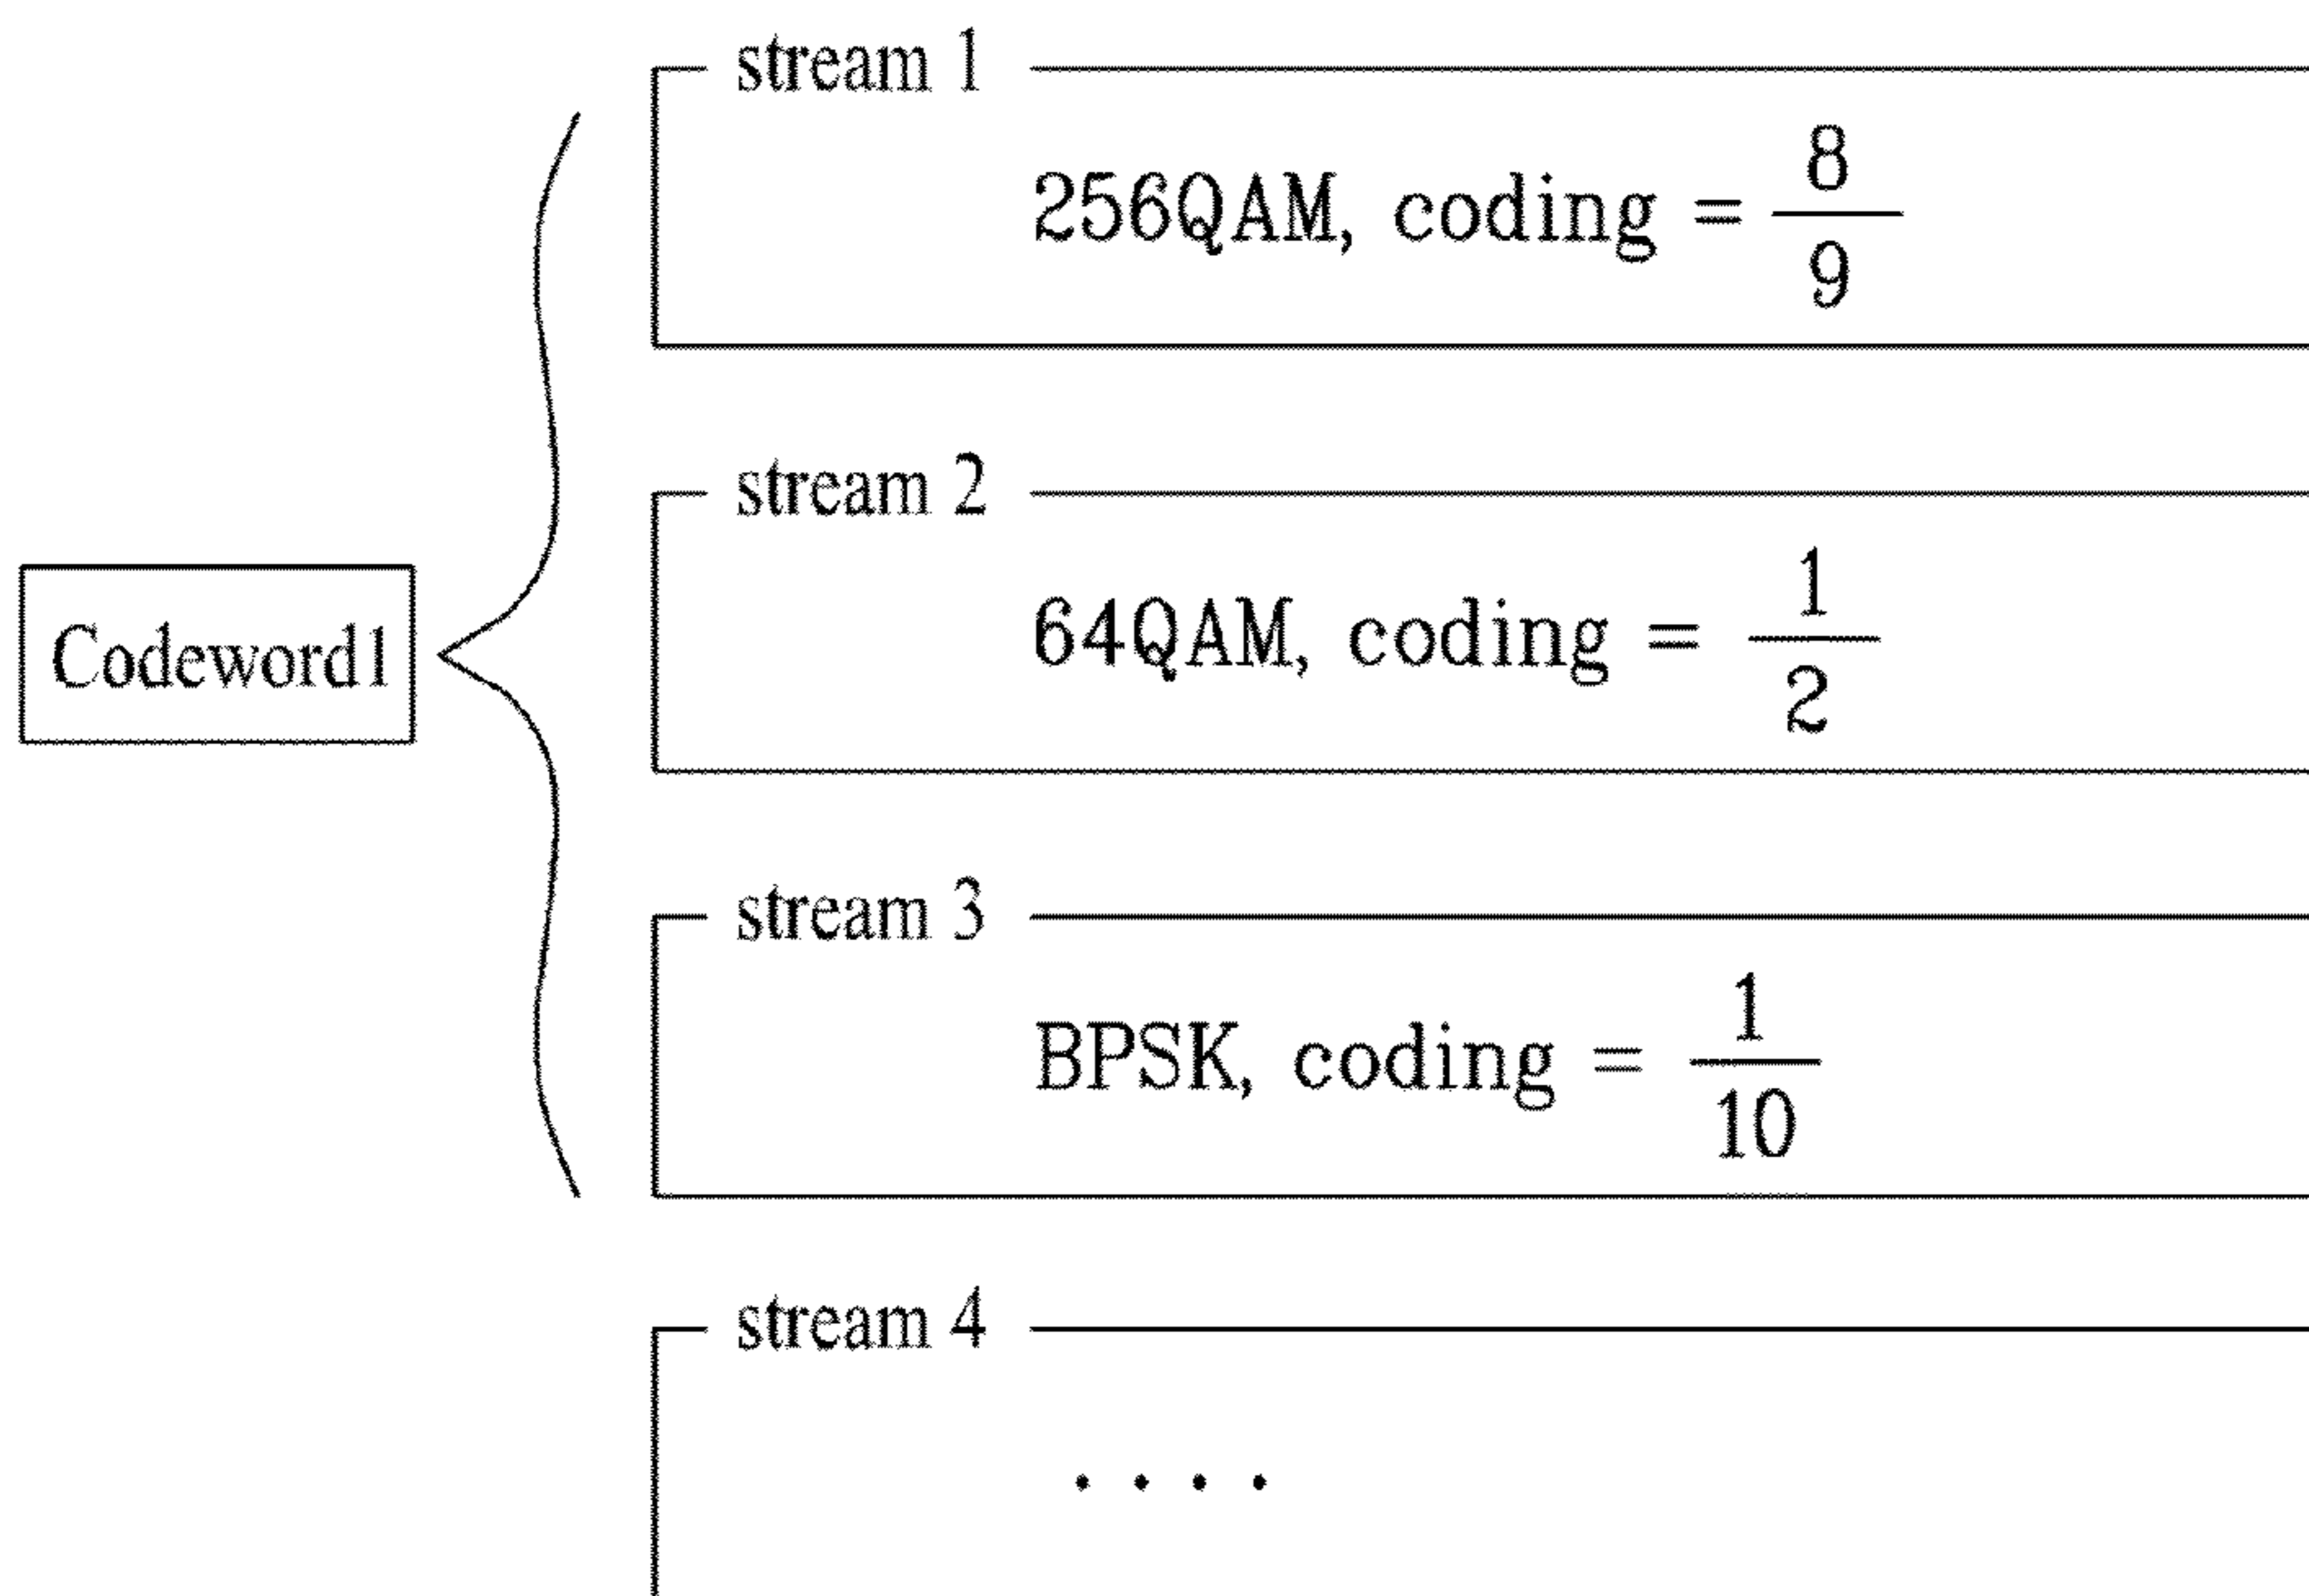 stream 1
256QAM, coding = 8/9
stream 2
64QAM, coding = 1/2
Codeword1
stream 3
BPSK, coding = 1/10
stream 4
....